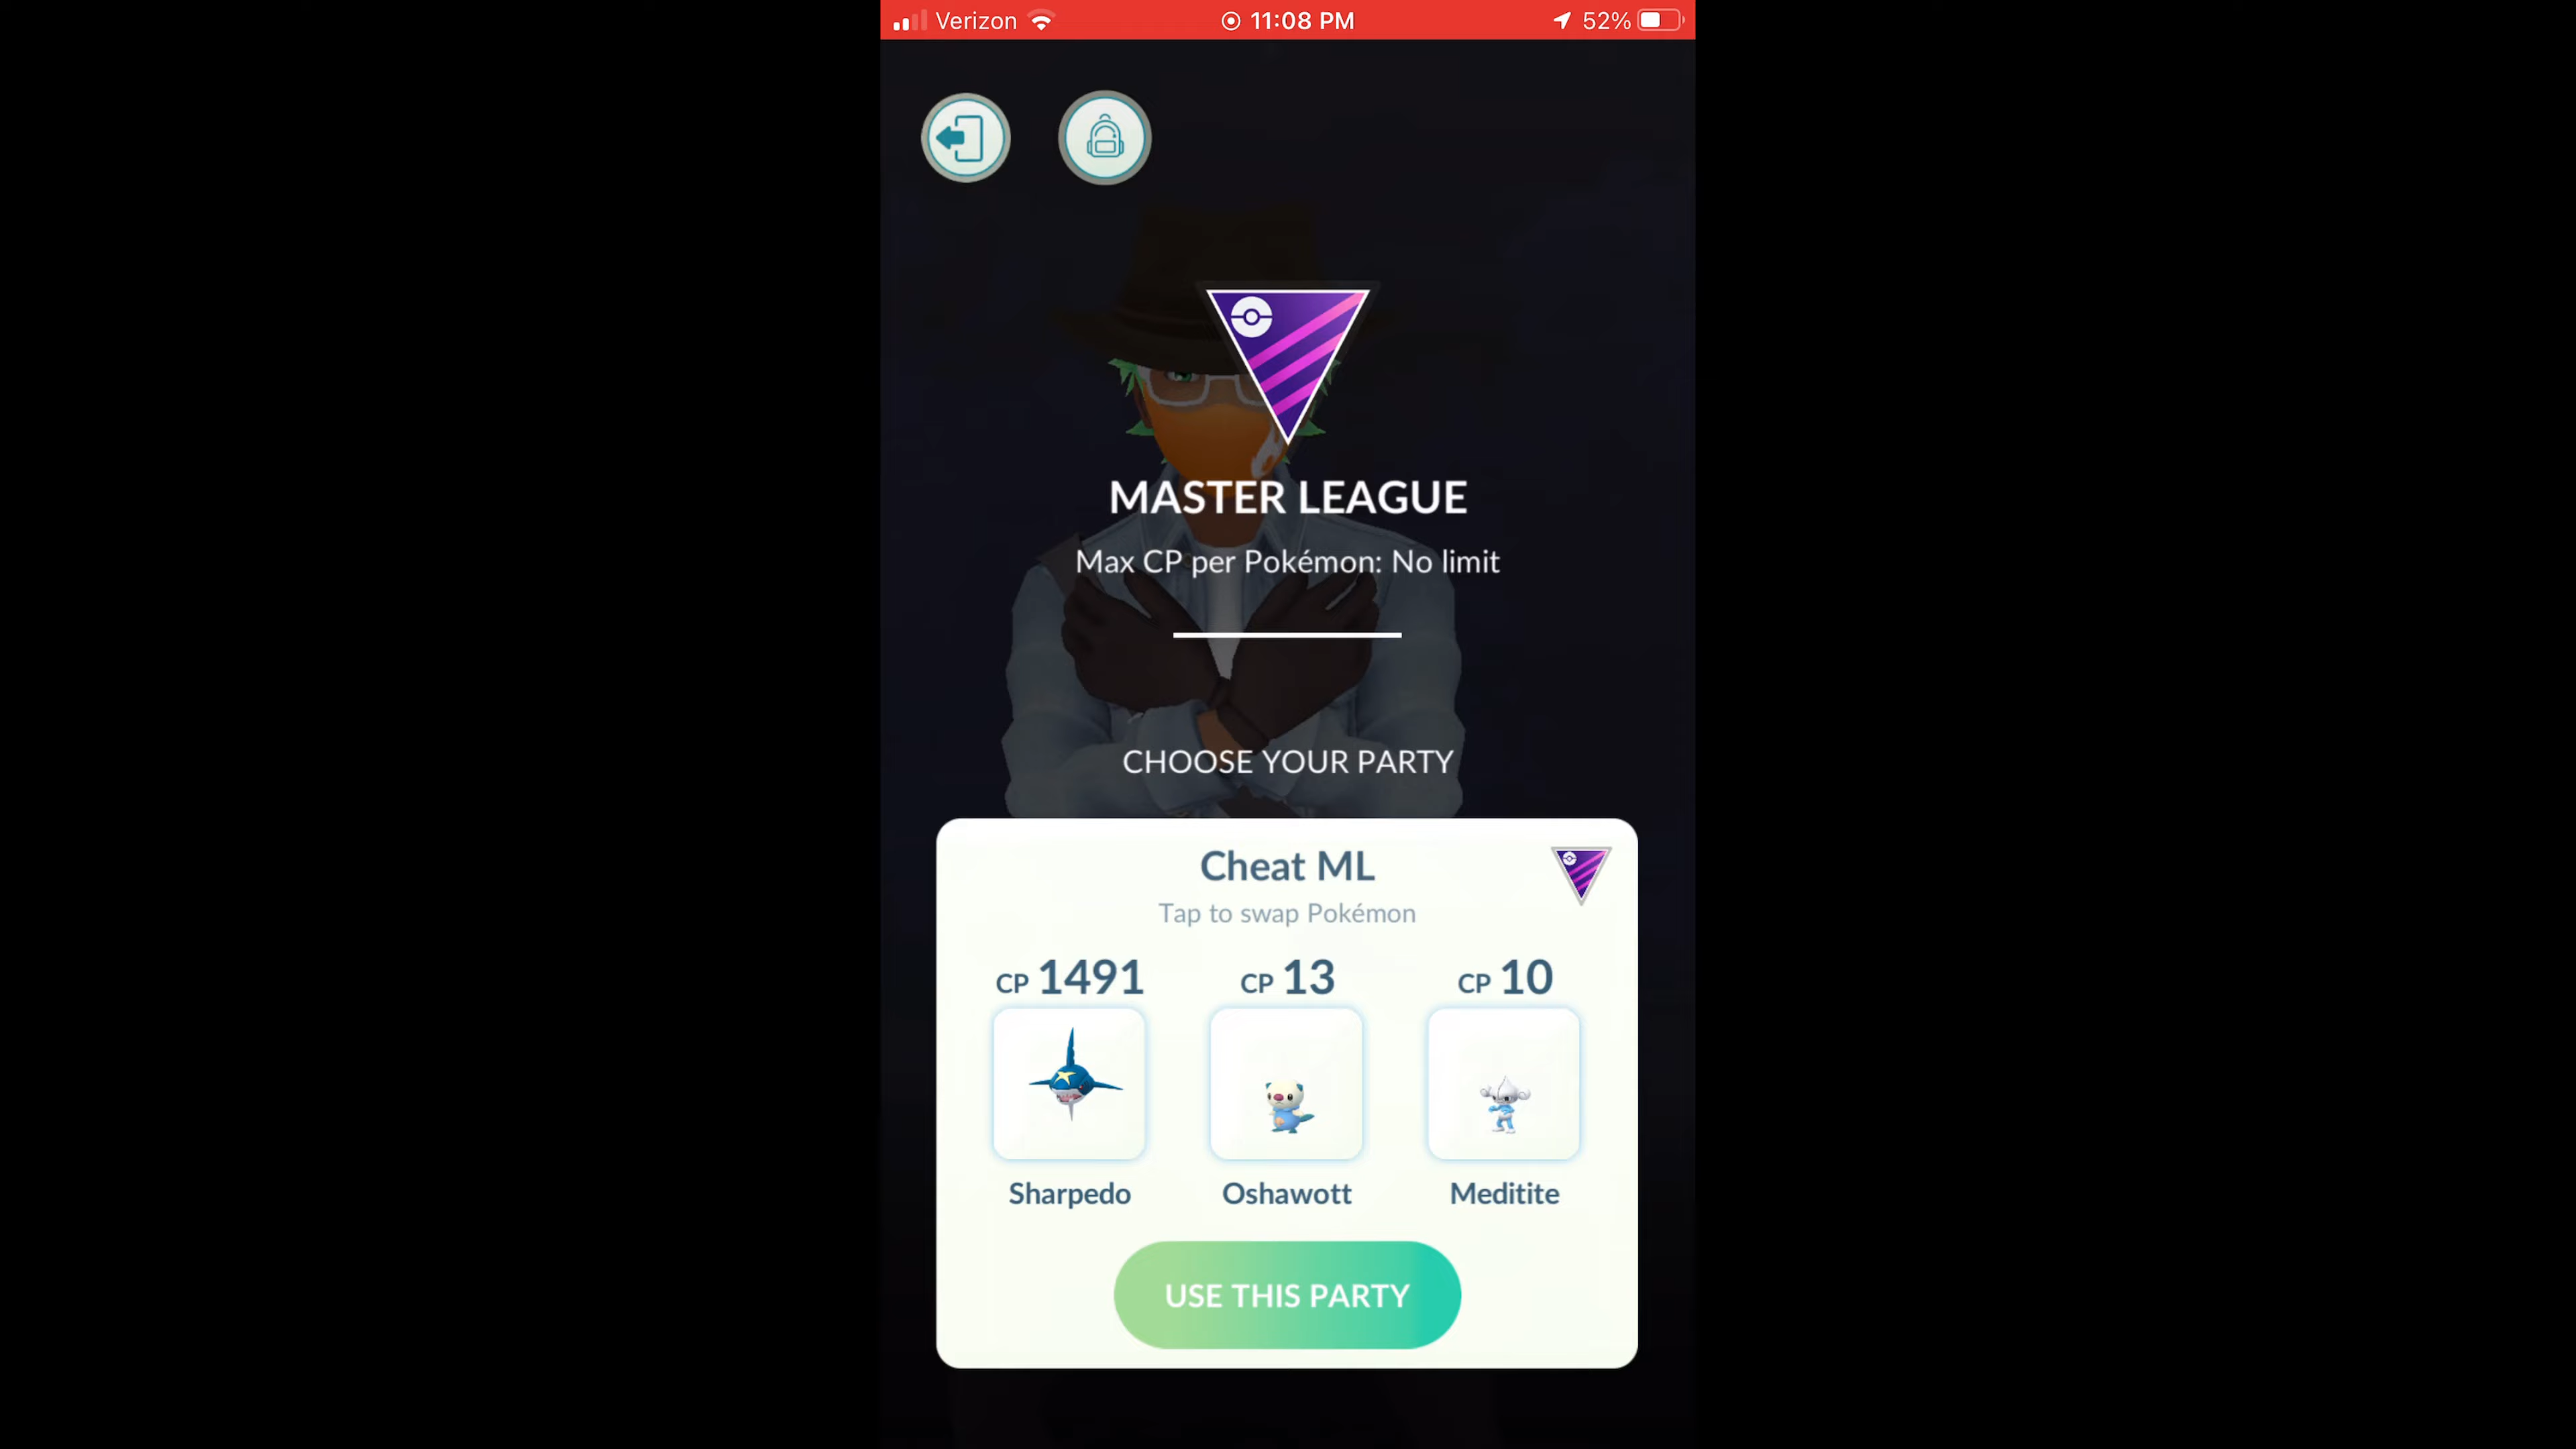 Verizon 11:08 PM 52%
MASTER LEAGUE
Max CP per Pokémon: No limit
CHOOSE YOUR PARTY
Cheat ML
Tap to swap Pokémon
CP 1491 CP 13 CP 10
Sharpedo Oshawott Meditite
USE THIS PARTY